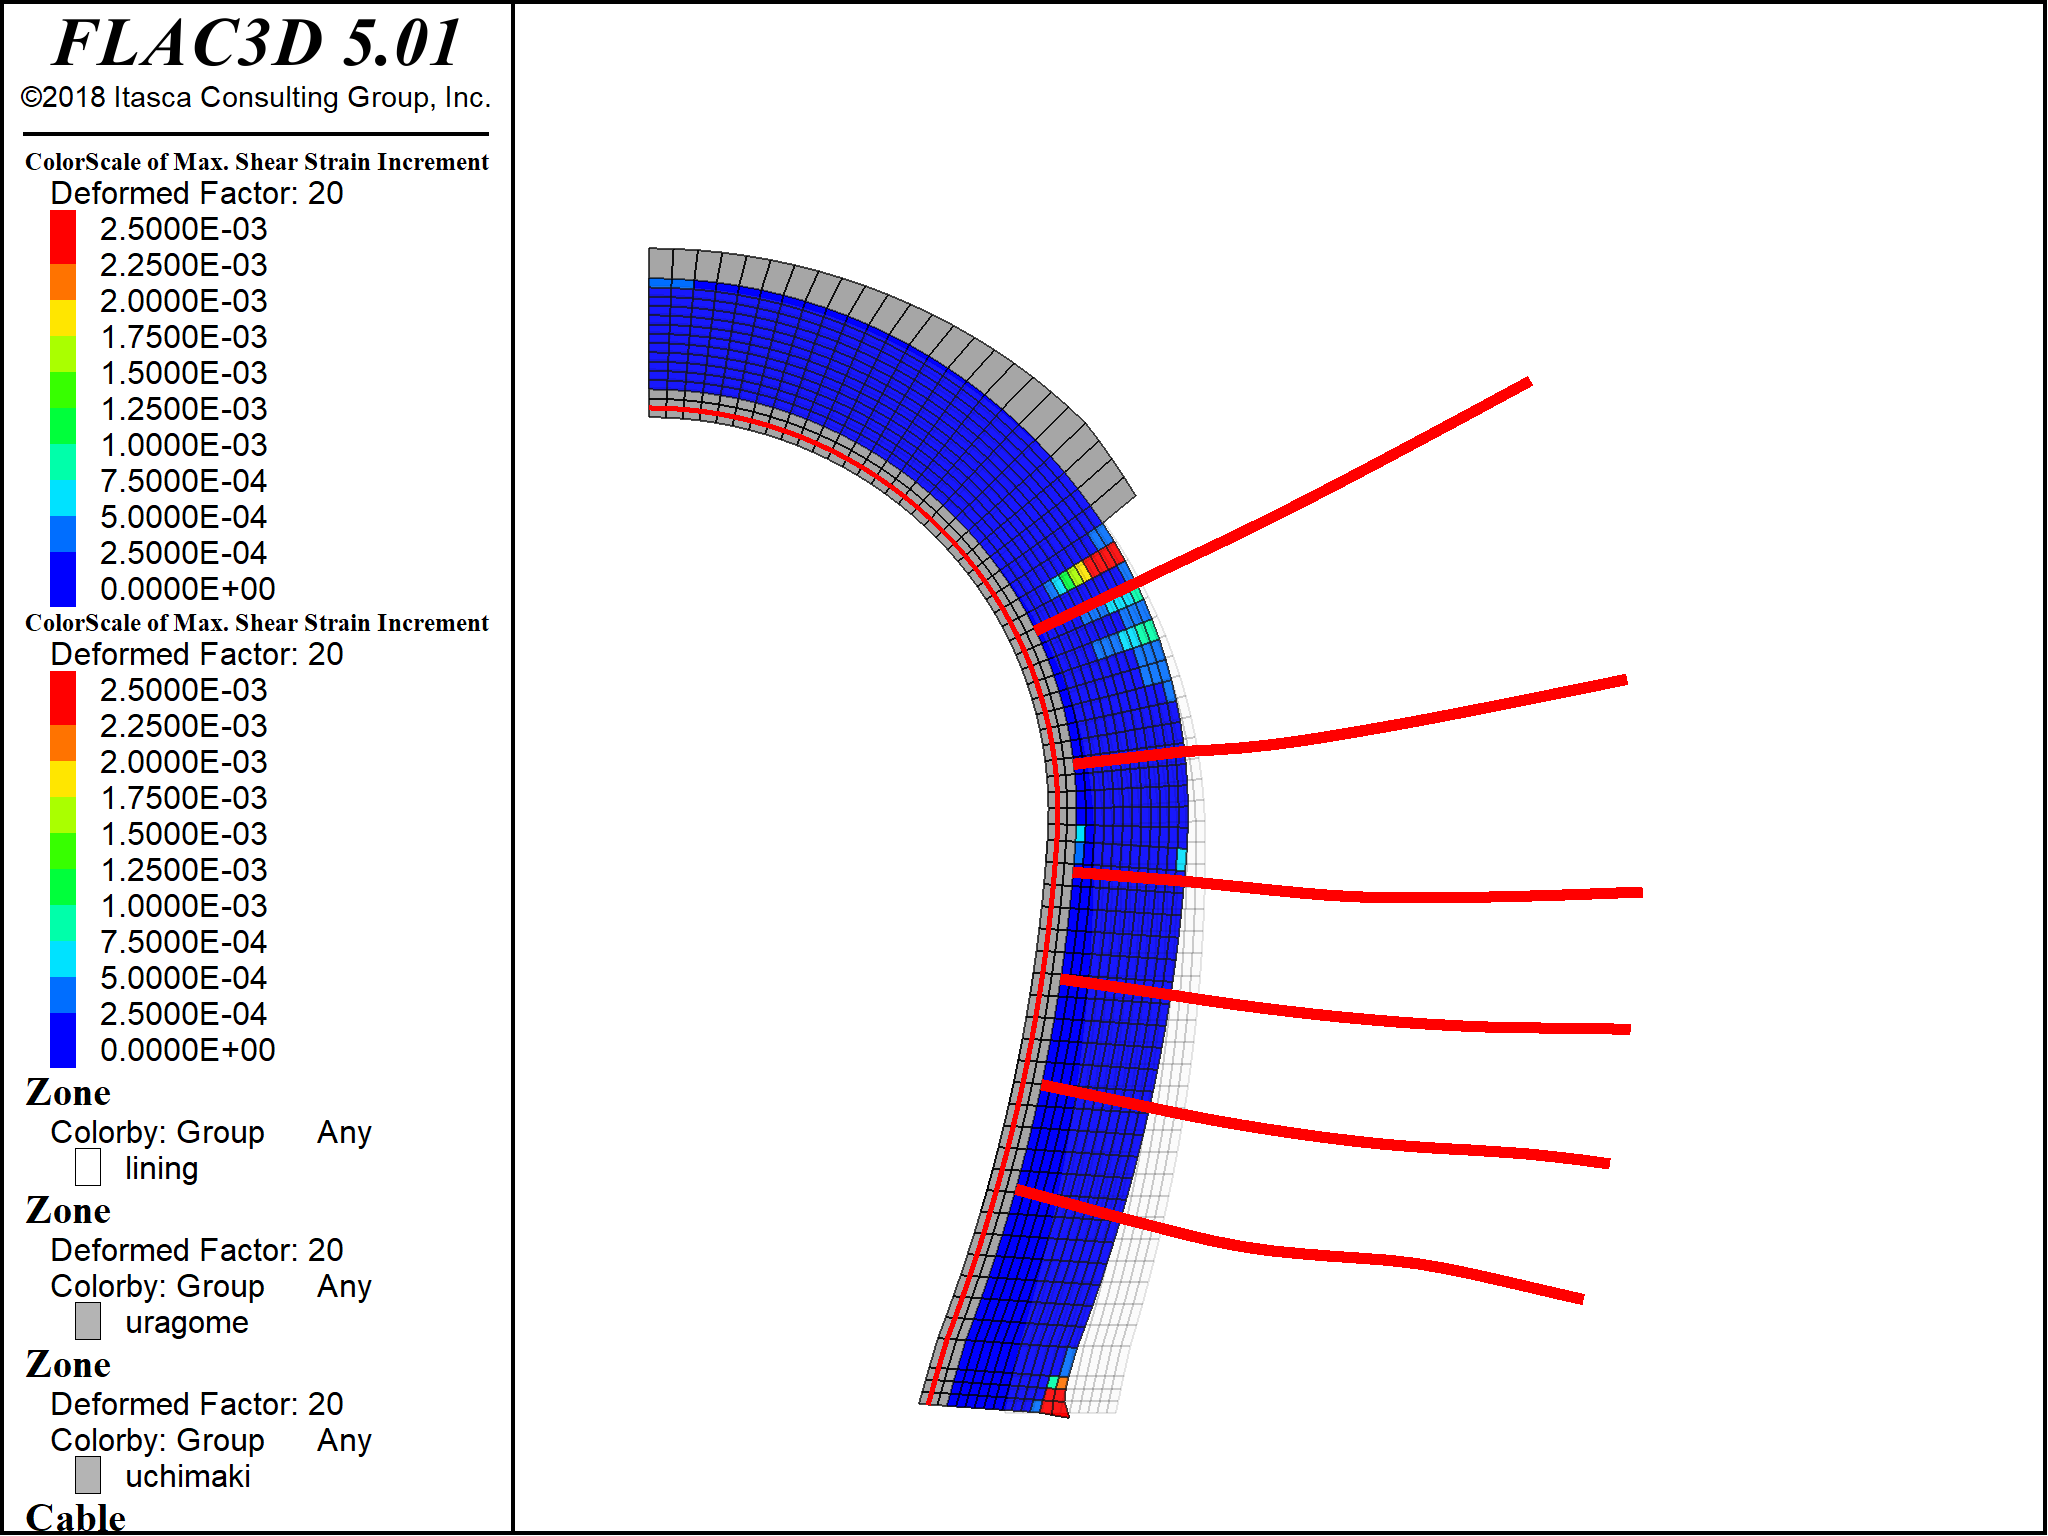 FLAC3D 5.01
©2018 Itasca Consulting Group, Inc.
ColorScale of Max. Shear Strain Increment
Deformed Factor: 20
2.5000E-03
2.2500E-03
2.0000E-03
1.7500E-03
1.5000E-03
1.2500E-03
1.0000E-03
7.5000E-04
5.0000E-04
2.5000E-04
0.0000E+00
ColorScale of Max. Shear Strain Increment
Deformed Factor: 20
2.5000E-03
2.2500E-03
2.0000E-03
1.7500E-03
1.5000E-03
1.2500E-03
1.0000E-03
7.5000E-04
5.0000E-04
2.5000E-04
0.0000E+00
Zone
Colorby: Group Any
lining
Zone
Deformed Factor: 20
Colorby: Group Any
uragome
Zone
Deformed Factor: 20
Colorby: Group Any
uchimaki
Cable